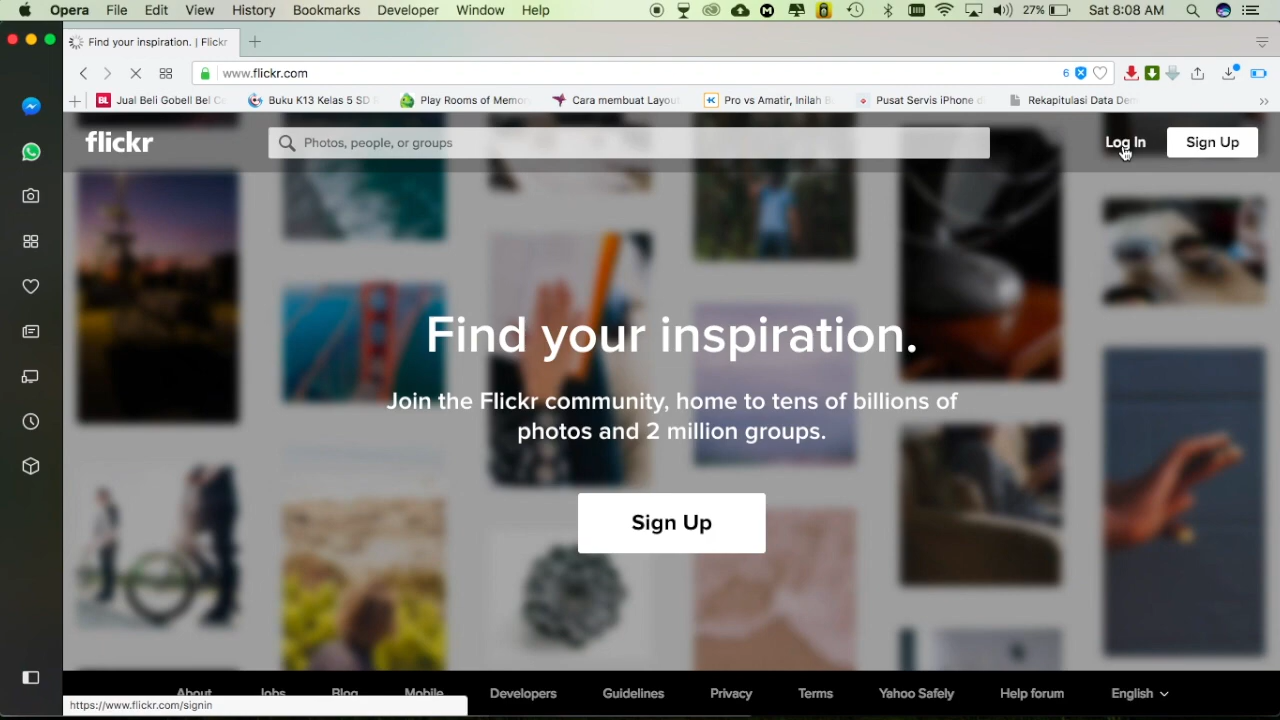 Opera File Edit View History Bookmarks Developer Window Help 27% Sat 8:08 AM
Find your inspiration. | Flickr
www.flickr.com 6
BL Jual Beli Gobell Bel Buku K13 Kelas 5 SD Play Rooms of Memor Cara membuat Layou Pro vs Amatir, Inilah Pusat Servis iPhone Rekapitulasi Data Dem
flickr Photos, people, or groups Log In Sign Up
Find your inspiration.
Join the Flickr community, home to tens of billions of
photos and 2 million groups.
Sign Up
About Jobs Blog Mobile Developers Guidelines Privacy Terms Yahoo Safely Help forum English
https://www.flickr.com/signin